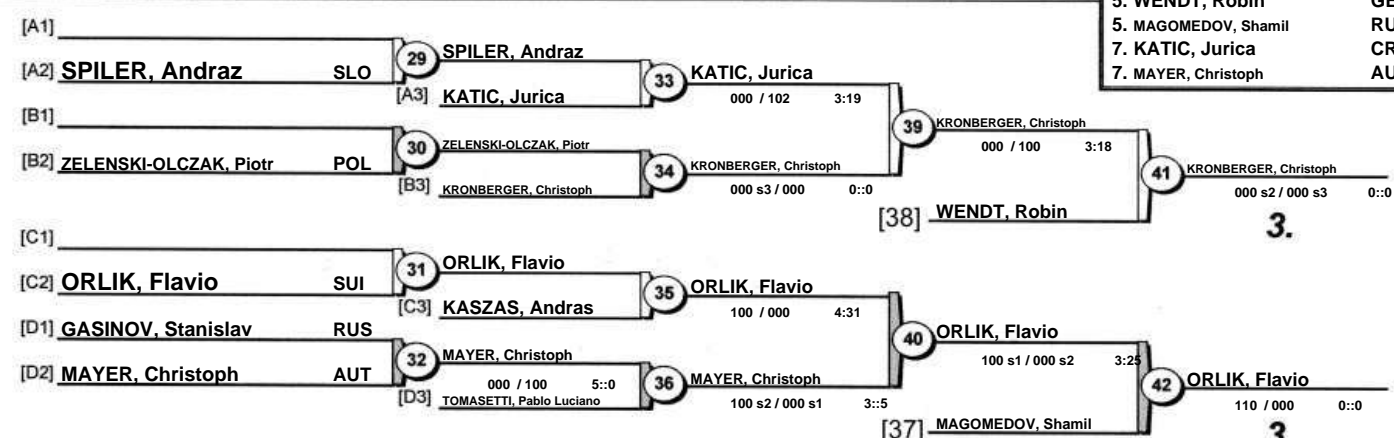 5. WENDT, Robin
5. MAGOMEDOV, Shamil
7. KATIC, Jurica
7. MAYER, Christoph
[A1]
[A2] SPILER, Andraz SLO
29
SPILER, Andraz
[A3] KATIC, Jurica
33
KATIC, Jurica
000 / 102 3:19
[B1]
[B2] ZELENSKI-OLCZAK, Piotr POL
30
ZELENSKI-OLCZAK, Piotr
[B3] KRONBERGER, Christoph
34
KRONBERGER, Christoph
000 s3 / 000 0::0
39
KRONBERGER, Christoph
000 / 100 3:18
[38] WENDT, Robin
41
KRONBERGER, Christoph
000 s2 / 000 s3 0::0
3.
[C1]
[C2] ORLIK, Flavio SUI
31
ORLIK, Flavio
[C3] KASZAS, Andras
35
ORLIK, Flavio
100 / 000 4:31
[D1] GASINOV, Stanislav RUS
[D2] MAYER, Christoph AUT
32
MAYER, Christoph
000 / 100 5::0
[D3] TOMASETTI, Pablo Luciano
36
MAYER, Christoph
100 s2 / 000 s1 3::5
40
ORLIK, Flavio
100 s1 / 000 s2 3:25
[37] MAGOMEDOV, Shamil
42
ORLIK, Flavio
110 / 000 0::0
3